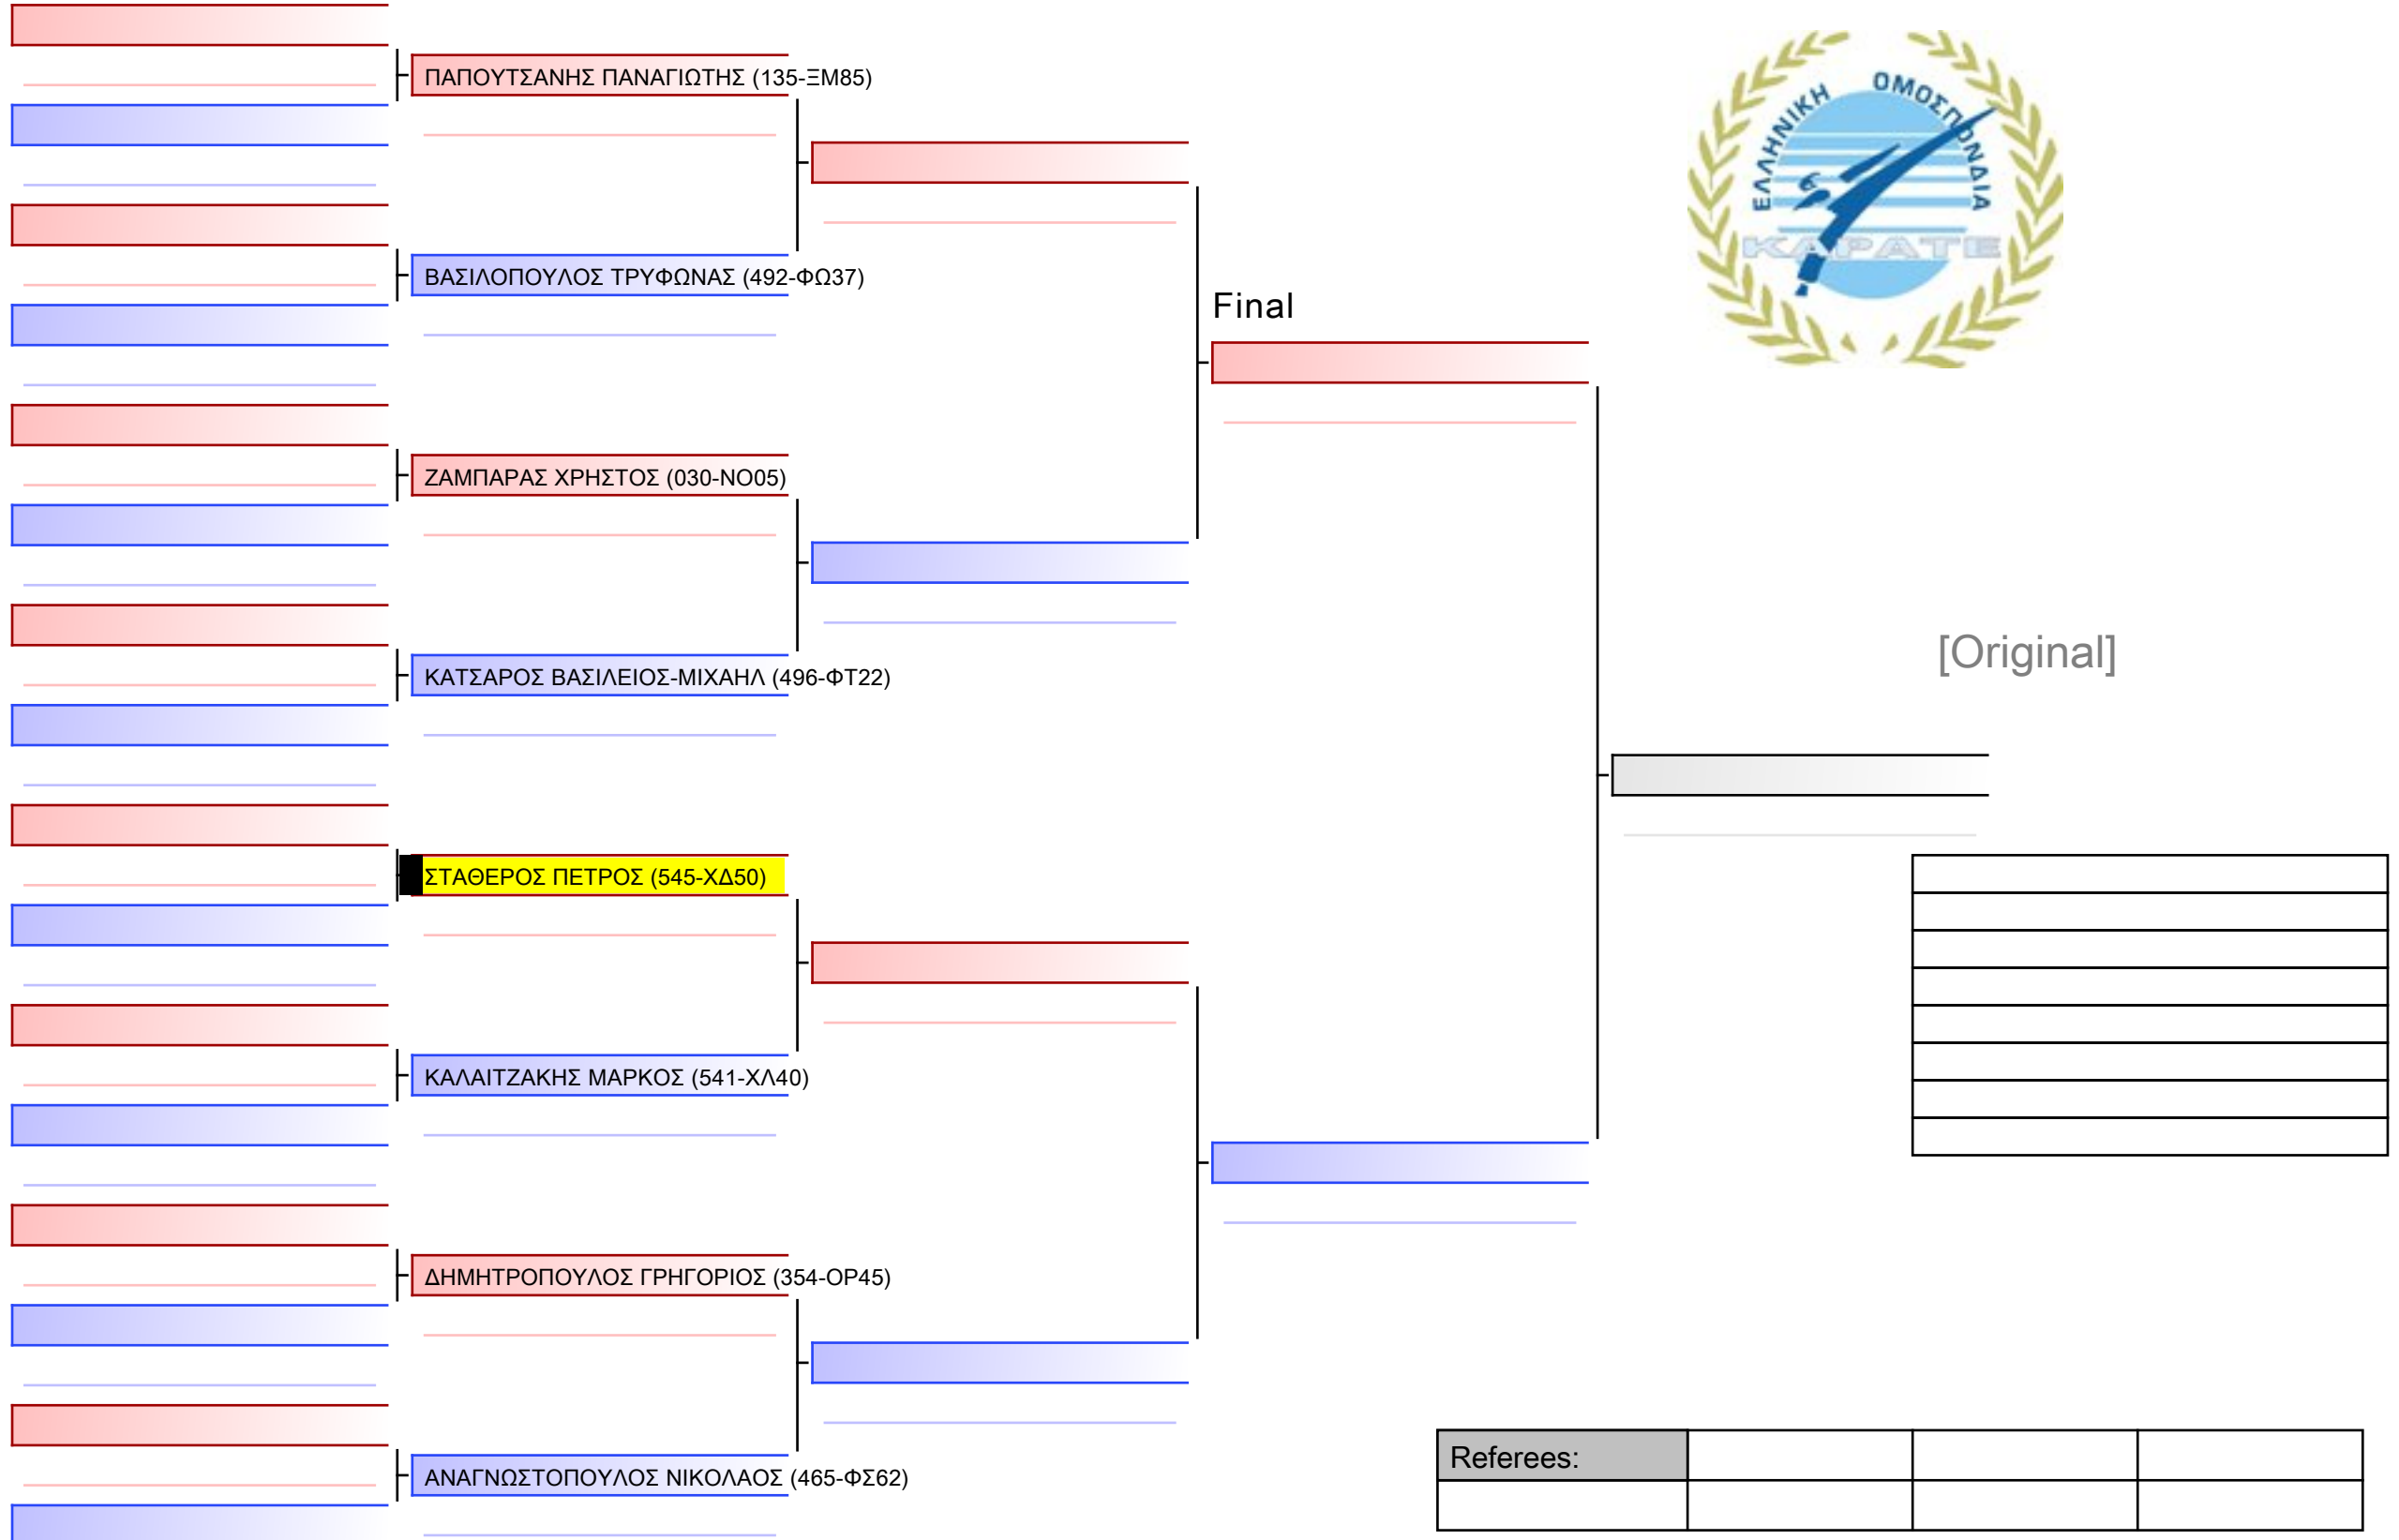 ΠΑΠΟΥΤΣΑΝΗΣ ΠΑΝΑΓΙΩΤΗΣ (135-ΞΜ85)
ΒΑΣΙΛΟΠΟΥΛΟΣ ΤΡΥΦΩΝΑΣ (492-ΦΩ37)
ΖΑΜΠΑΡΑΣ ΧΡΗΣΤΟΣ (030-ΝΟ05)
ΚΑΤΣΑΡΟΣ ΒΑΣΙΛΕΙΟΣ-ΜΙΧΑΗΛ (496-ΦΤ22)
ΣΤΑΘΕΡΟΣ ΠΕΤΡΟΣ (545-ΧΔ50)
ΚΑΛΑΙΤΖΑΚΗΣ ΜΑΡΚΟΣ (541-ΧΛ40)
ΔΗΜΗΤΡΟΠΟΥΛΟΣ ΓΡΗΓΟΡΙΟΣ (354-ΟΡ45)
ΑΝΑΓΝΩΣΤΟΠΟΥΛΟΣ ΝΙΚΟΛΑΟΣ (465-ΦΣ62)
Final
ΕΛΛΗΝΙΚΗ ΟΜΟΣΠΟΝΔΙΑ
ΚΑΡΑΤΕ
[Original]
Referees: